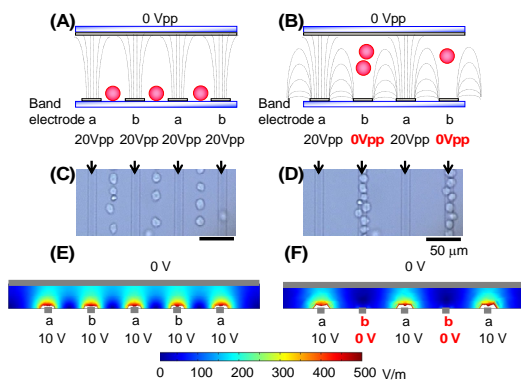 (A)
0 Vpp
Band
electrode a b a b
20Vpp 20Vpp 20Vpp 20Vpp
(B)
0 Vpp
Band
electrode a b a b
20Vpp 0Vpp 20Vpp 0Vpp
(C)
(D)
50 μm
(E)
0 V
a b a b a
10 V 10 V 10 V 10 V 10 V
(F)
0 V
a b a b a
10 V 0 V 10 V 0 V 10 V
0 100 200 300 400 500
V/m